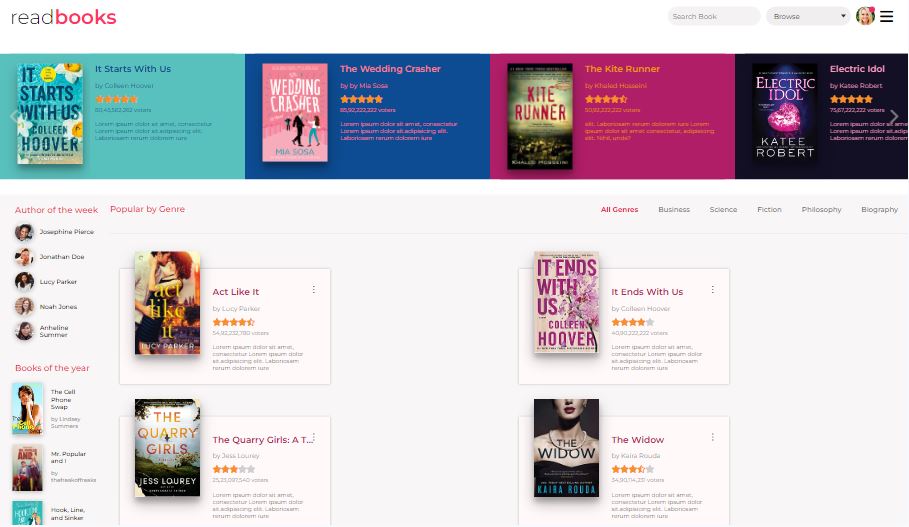 readbooks
Search Book
Browse
IT STARTS WITH US
COLLEEN HOOVER
It Starts With Us
by Colleen Hoover
voters
Lorem ipsum dolor sit amet, consectetur
Lorem ipsum dolor sit.adipiscing elit.
Laboriosam rerum dolorem iure
WEDDING CRASHER
MIA SOSA
The Wedding Crasher
by by Mia Sosa
85,92,222,222 voters
Lorem ipsum dolor sit amet, consectetur
Lorem ipsum dolor sit.adipiscing elit.
Laboriosam rerum dolorem iure
THE KITE RUNNER
KHALED HOSSEINI
The Kite Runner
by Khaled Hosseini
50,92,222,222 voters
elit. Laboriosam rerum dolorem iure!
Lorem ipsum dolor sit amet, adipiscing
elit. Nihil, unde?
ELECTRIC IDOL
KATEE ROBERT
Electric Idol
by Katee Robert
75,67,222,222 voters
Lorem ipsum dolor sit am
Lorem ipsum dolor sit.adi
Laboriosam rerum dolore
Author of the week
Josephine Pierce
Jonathan Doe
Lucy Parker
Noah Jones
Anheline
Summer
Books of the year
The Cell
Phone
Swap
by Lindsey
Summers
Mr. Popular
and I
by
thefreakoffreaks
Hook, Line,
and Sinker
Popular by Genre
All Genres
Business
Science
Fiction
Philosophy
Biography
act like it
LUCY PARKER
Act Like It
by Lucy Parker
54,92,232,780 voters
Lorem ipsum dolor sit amet,
consectetur Lorem ipsum dolor
sit.adipiscing elit. Laboriosam
rerum dolorem iure
IT ENDS WITH US
COLLEEN HOOVER
It Ends With Us
by Colleen Hoover
40,90,222,222 voters
Lorem ipsum dolor sit amet,
consectetur Lorem ipsum dolor
sit.adipiscing elit. Laboriosam
rerum dolorem iure
THE QUARRY GIRLS
JESS LOUREY
The Quarry Girls: A T...
by Jess Lourey
25,23,097,540 voters
Lorem ipsum dolor sit amet,
consectetur Lorem ipsum dolor
sit.adipiscing elit. Laboriosam
rerum dolorem iure
THE WIDOW
KAIRA ROUDA
The Widow
by Kaira Rouda
34,90,114,231 voters
Lorem ipsum dolor sit amet,
consectetur Lorem ipsum dolor
sit.adipiscing elit. Laboriosam
rerum dolorem iure